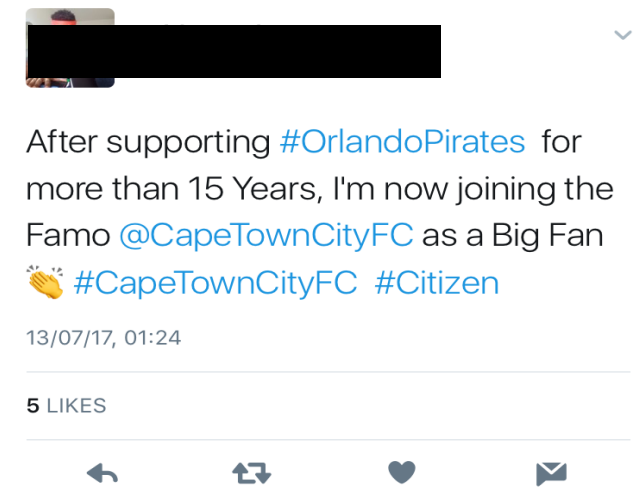 After supporting #OrlandoPirates for
more than 15 Years, I'm now joining the
Famo @CapeTownCityFC as a Big Fan
👏 #CapeTownCityFC #Citizen
13/07/17, 01:24
5 LIKES